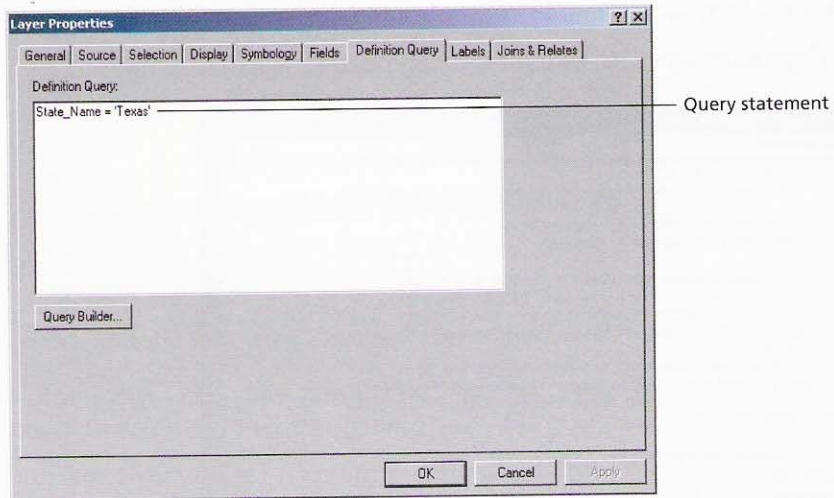 Layer Properties
General Source Selection Display Symbology Fields Definition Query Labels Joins & Relates
Definition Query:
State_Name = 'Texas'
Query statement
Query Builder...
OK Cancel Apply